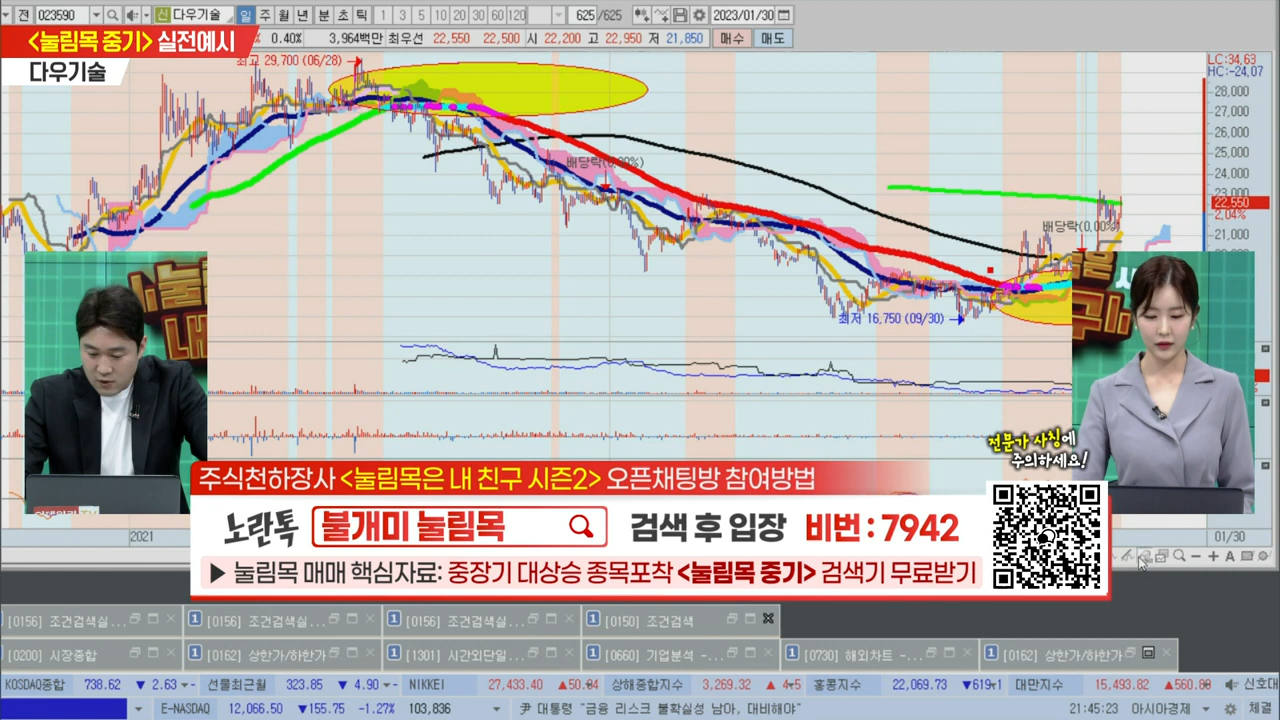 전 023590 신 다우기술 일 주 월 년 분 초 틱 1 3 5 10 20 30 60 120 625 /625 2023/01/30
<눌림목 중기> 실전예시
0.40% 3,964백만 최우선 22,550 22,500 시 22,200 고 22,950 저 21,850 매수 매도
다우기술
최고 29,700 (06/28)
LC:34,63
HC:-24,07
28,000
27,000
26,000
25,000
24,000
23,000
22,550
2,04%
21,000
배당락(0,00%)
배당락(0,00%)
최저 16,750 (09/30)
전문가 사칭에
주의하세요!
주식천하장사 <눌림목은 내 친구 시즌2> 오픈채팅방 참여방법
노란톡 불개미 눌림목 검색 후 입장 비번 : 7942
▶ 눌림목 매매 핵심자료: 중장기 대상승 종목포착 <눌림목 중기> 검색기 무료받기
2021
01/30
[0156] 조건검색실... 1 [0156] 조건검색실... 1 [0156] 조건검색실... 1 [0150] 조건검색
[0200] 시장종합 1 [0162] 상한가/하한가 1 [1301] 시간외단일... 1 [0660] 기업분석 -... 1 [0730] 해외차트 -... 1 [0162] 상한가/하한가
KOSDAQ종합 738.62 ▼ 2.63 선물최근월 323.85 ▼ 4.90 NIKKEI 27,433.40 ▲50. 상해종합지수 3,269.32 ▲ 홍콩지수 22,069.73 ▼619 대만지수 15,493.82 ▲560. 신호대
E-NASDAQ 12,066.50 ▼155.75 -1.27% 103,836 尹 대통령 "금융 리스크 불확실성 남아, 대비해야" 21:45:23 아시아경제 체결